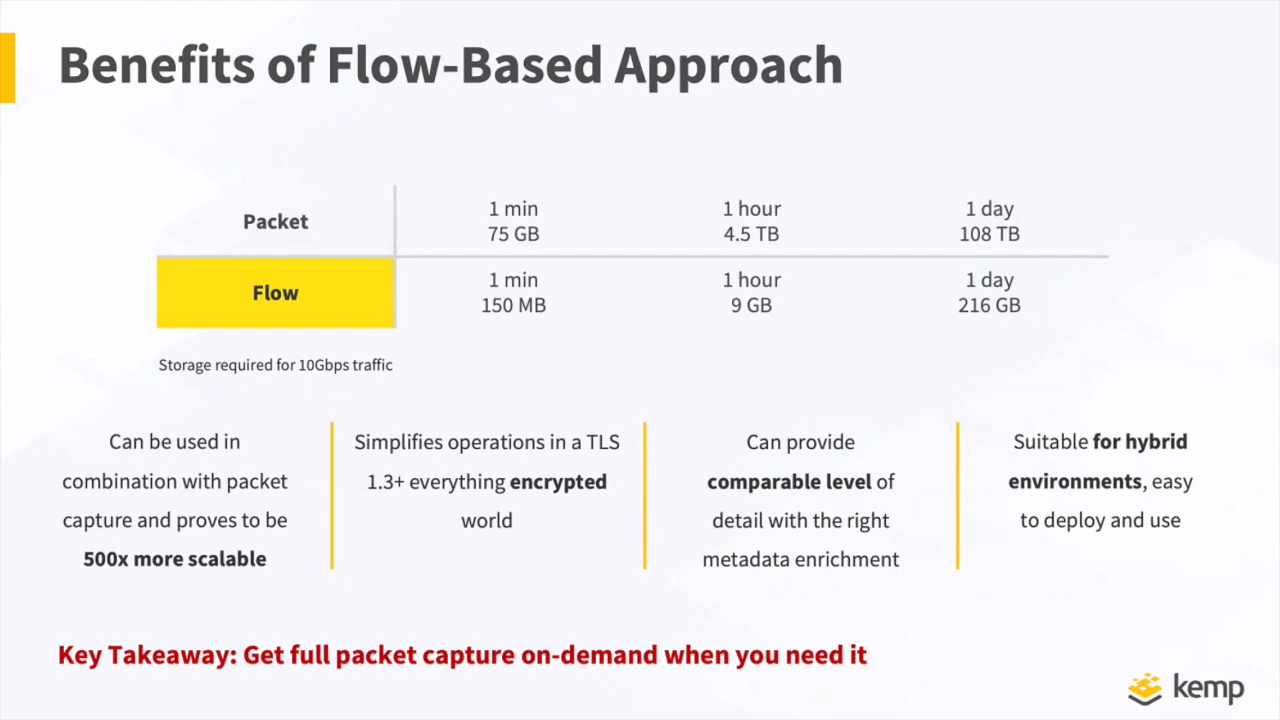 Benefits of Flow-Based Approach
Packet
1 min
75 GB
1 hour
4.5 TB
1 day
108 TB
Flow
1 min
150 MB
1 hour
9 GB
1 day
216 GB
Storage required for 10Gbps traffic
Can be used in
combination with packet
capture and proves to be
500x more scalable
Simplifies operations in a TLS
1.3+ everything encrypted
world
Can provide
comparable level of
detail with the right
metadata enrichment
Suitable for hybrid
environments, easy
to deploy and use
Key Takeaway: Get full packet capture on-demand when you need it
kemp